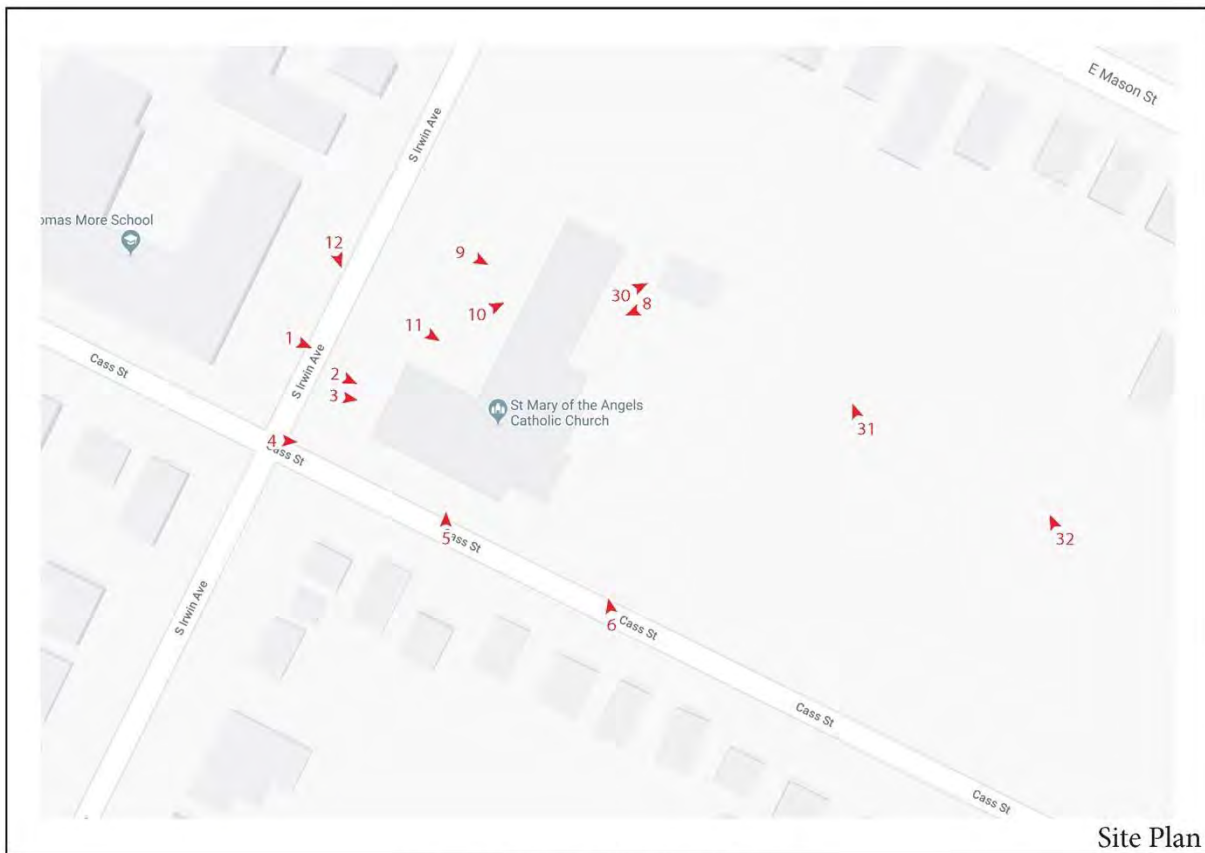 E Mason St
S Irwin Ave
omas More School
12
9
30
8
10
11
1
S Irwin Ave
Cass St
2
3
St Mary of the Angels
Catholic Church
31
4
Cass St
5
Cass St
32
S Irwin Ave
6
Cass St
Cass St
Cass St
Site Plan